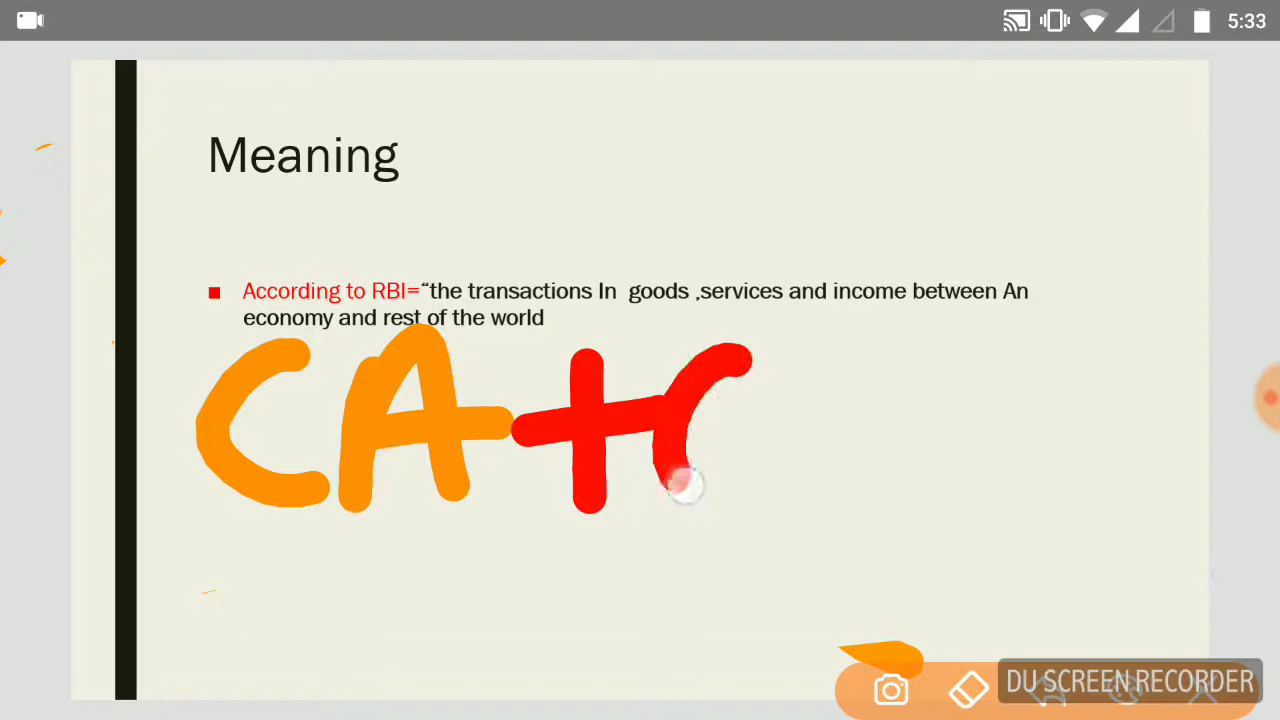 5:33
Meaning
According to RBI=“the transactions In goods ,services and income between An
economy and rest of the world
CA +
DU SCREEN RECORDER